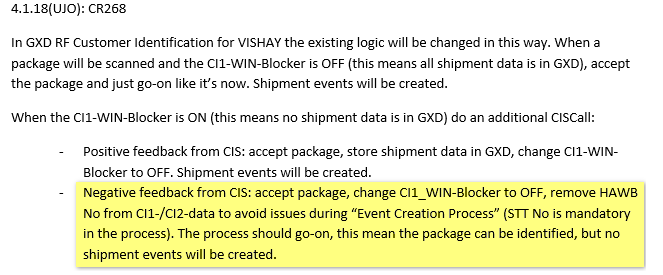 4.1.18(UJO): CR268
In GXD RF Customer Identification for VISHAY the existing logic will be changed in this way. When a
package will be scanned and the CI1-WIN-Blocker is OFF (this means all shipment data is in GXD), accept
the package and just go-on like it's now. Shipment events will be created.
When the CI1-WIN-Blocker is ON (this means no shipment data is in GXD) do an additional CISCall:
- Positive feedback from CIS: accept package, store shipment data in GXD, change CI1-WIN-
Blocker to OFF. Shipment events will be created.
- Negative feedback from CIS: accept package, change CI1_WIN-Blocker to OFF, remove HAWB
No from CI1-/CI2-data to avoid issues during “Event Creation Process” (STT No is mandatory
in the process). The process should go-on, this mean the package can be identified, but no
shipment events will be created.